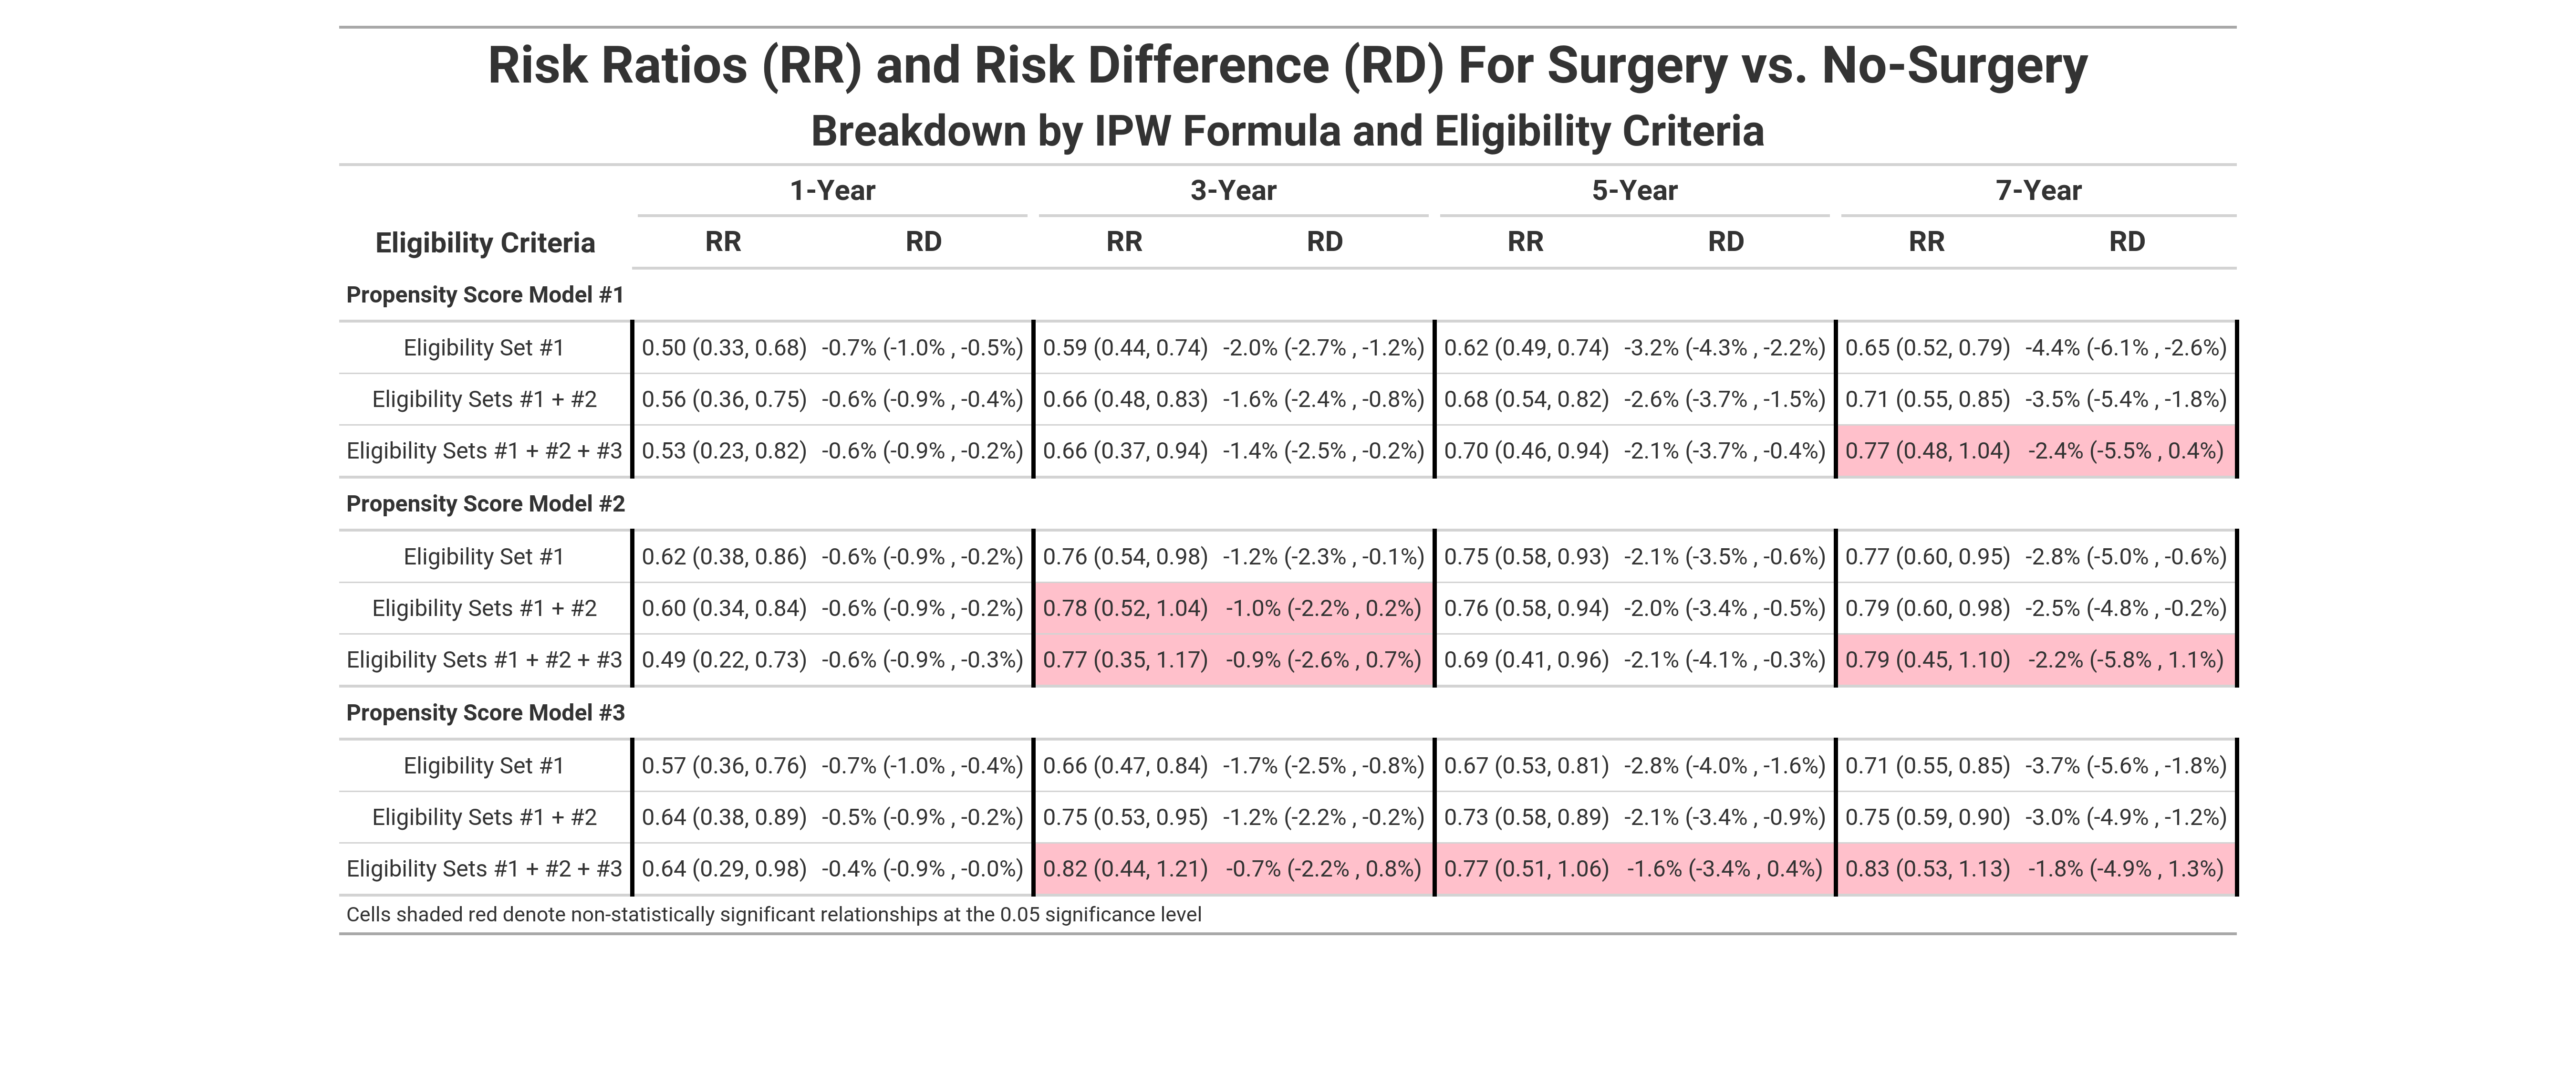 Risk Ratios (RR) and Risk Difference (RD) For Surgery vs. No-Surgery
Breakdown by IPW Formula and Eligibility Criteria
1-Year 3-Year 5-Year 7-Year
Eligibility Criteria RR RD RR RD RR RD RR RD
Propensity Score Model #1
Eligibility Set #1 0.50 (0.33, 0.68) -0.7% (-1.0% , -0.5%) 0.59 (0.44, 0.74) -2.0% (-2.7% , -1.2%) 0.62 (0.49, 0.74) -3.2% (-4.3% , -2.2%) 0.65 (0.52, 0.79) -4.4% (-6.1% , -2.6%)
Eligibility Sets #1 + #2 0.56 (0.36, 0.75) -0.6% (-0.9% , -0.4%) 0.66 (0.48, 0.83) -1.6% (-2.4% , -0.8%) 0.68 (0.54, 0.82) -2.6% (-3.7% , -1.5%) 0.71 (0.55, 0.85) -3.5% (-5.4% , -1.8%)
Eligibility Sets #1 + #2 + #3 0.53 (0.23, 0.82) -0.6% (-0.9% , -0.2%) 0.66 (0.37, 0.94) -1.4% (-2.5% , -0.2%) 0.70 (0.46, 0.94) -2.1% (-3.7% , -0.4%) 0.77 (0.48, 1.04) -2.4% (-5.5% , 0.4%)
Propensity Score Model #2
Eligibility Set #1 0.62 (0.38, 0.86) -0.6% (-0.9% , -0.2%) 0.76 (0.54, 0.98) -1.2% (-2.3% , -0.1%) 0.75 (0.58, 0.93) -2.1% (-3.5% , -0.6%) 0.77 (0.60, 0.95) -2.8% (-5.0% , -0.6%)
Eligibility Sets #1 + #2 0.60 (0.34, 0.84) -0.6% (-0.9% , -0.2%) 0.78 (0.52, 1.04) -1.0% (-2.2% , 0.2%) 0.76 (0.58, 0.94) -2.0% (-3.4% , -0.5%) 0.79 (0.60, 0.98) -2.5% (-4.8% , -0.2%)
Eligibility Sets #1 + #2 + #3 0.49 (0.22, 0.73) -0.6% (-0.9% , -0.3%) 0.77 (0.35, 1.17) -0.9% (-2.6% , 0.7%) 0.69 (0.41, 0.96) -2.1% (-4.1% , -0.3%) 0.79 (0.45, 1.10) -2.2% (-5.8% , 1.1%)
Propensity Score Model #3
Eligibility Set #1 0.57 (0.36, 0.76) -0.7% (-1.0% , -0.4%) 0.66 (0.47, 0.84) -1.7% (-2.5% , -0.8%) 0.67 (0.53, 0.81) -2.8% (-4.0% , -1.6%) 0.71 (0.55, 0.85) -3.7% (-5.6% , -1.8%)
Eligibility Sets #1 + #2 0.64 (0.38, 0.89) -0.5% (-0.9% , -0.2%) 0.75 (0.53, 0.95) -1.2% (-2.2% , -0.2%) 0.73 (0.58, 0.89) -2.1% (-3.4% , -0.9%) 0.75 (0.59, 0.90) -3.0% (-4.9% , -1.2%)
Eligibility Sets #1 + #2 + #3 0.64 (0.29, 0.98) -0.4% (-0.9% , -0.0%) 0.82 (0.44, 1.21) -0.7% (-2.2% , 0.8%) 0.77 (0.51, 1.06) -1.6% (-3.4% , 0.4%) 0.83 (0.53, 1.13) -1.8% (-4.9% , 1.3%)
Cells shaded red denote non-statistically significant relationships at the 0.05 significance level